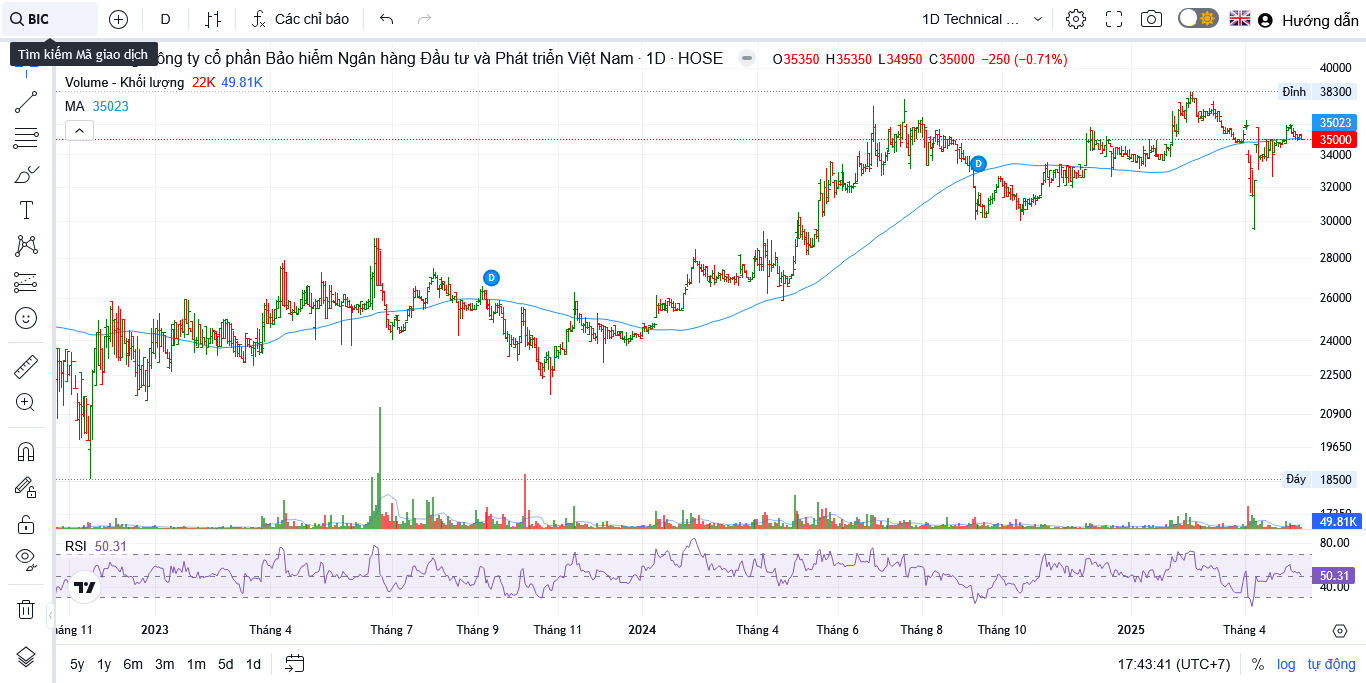 BIC
D
Các chỉ báo
1D Technical ...
Hướng dẫn
Tìm kiếm Mã giao dịch
ông ty cổ phần Bảo hiểm Ngân hàng Đầu tư và Phát triển Việt Nam · 1D · HOSE
O35350 H35350 L34950 C35000 −250 (−0.71%)
Volume - Khối lượng 22K 49.81K
MA 35023
40000
Đỉnh 38300
35023
35000
34000
32000
30000
28000
26000
24000
22500
20900
19650
Đáy 18500
17250
49.81K
D
D
RSI 50.31
80.00
50.31
40.00
háng 11 2023 Tháng 4 Tháng 7 Tháng 9 Tháng 11 2024 Tháng 4 Tháng 6 Tháng 8 Tháng 10 2025 Tháng 4
5y 1y 6m 3m 1m 5d 1d
17:43:41 (UTC+7) % log tự động